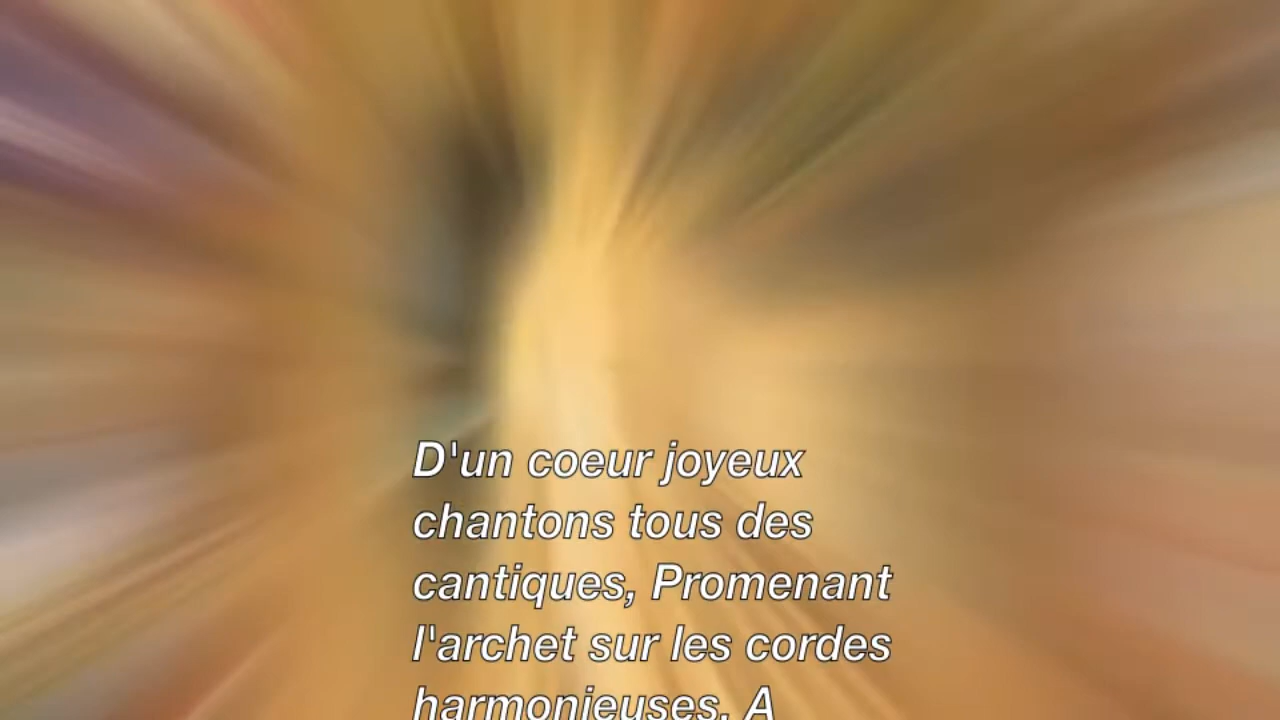 D'un coeur joyeux
chantons tous des
cantiques, Promenant
l'archet sur les cordes
harmonieuses. A